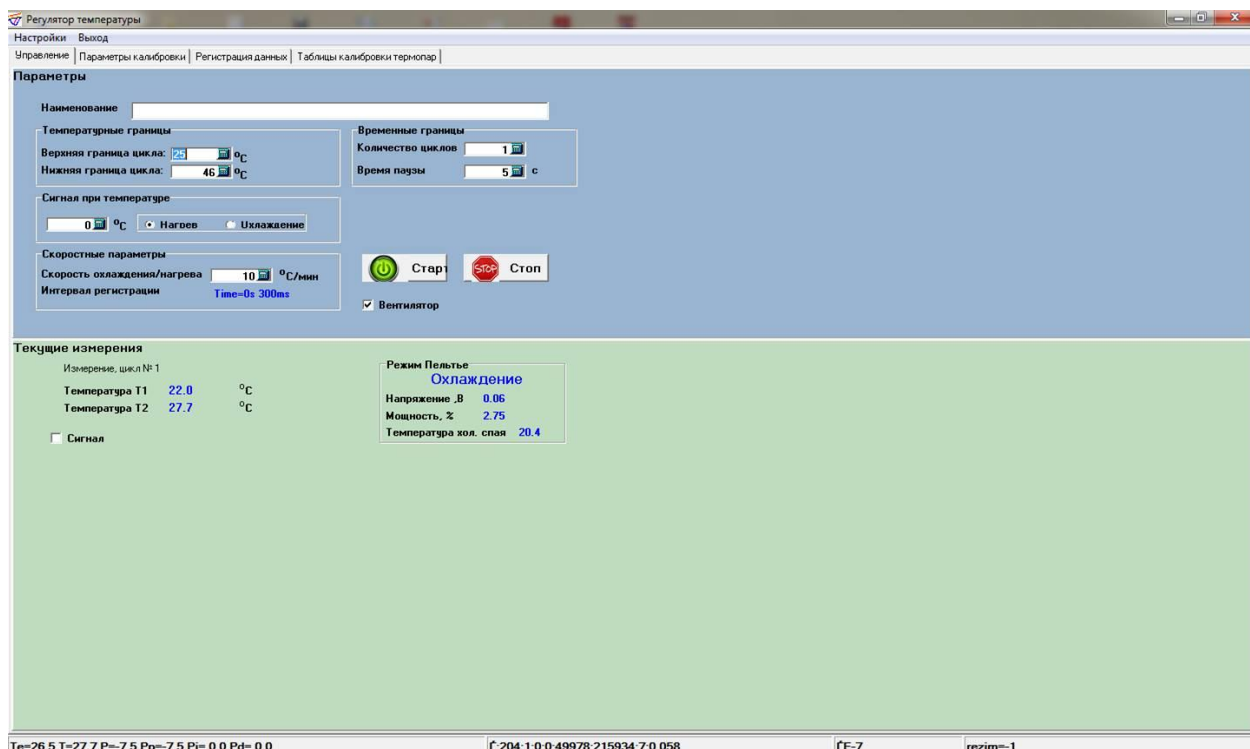 Регулятор температуры
Настройки Выход
Управление Параметры калибровки Регистрация данных Таблицы калибровки термопар
Параметры
Наименование
Температурные границы
Верхняя граница цикла: 25 °C
Нижняя граница цикла: 46 °C
Временные границы
Количество циклов 1
Время паузы 5 с
Сигнал при температуре
0 °C Нагрев Охлаждение
Скоростные параметры
Скорость охлаждения/нагрева 10 °C/мин
Интервал регистрации Time=0s 300ms
Старт STOP Стоп
Вентилятор
Текущие измерения
Измерение, цикл № 1
Температура T1 22.0 °C
Температура T2 27.7 °C
Сигнал
Режим Пельтье
Охлаждение
Напряжение ,В 0.06
Мощность, % 2.75
Температура хол. спая 20.4
Te=26.5 T=27.7 P=-7.5 Pp=-7.5 Pi= 0.0 Pd= 0.0
204;1;0;0;49978;215934;7;0.058
rezim=-1